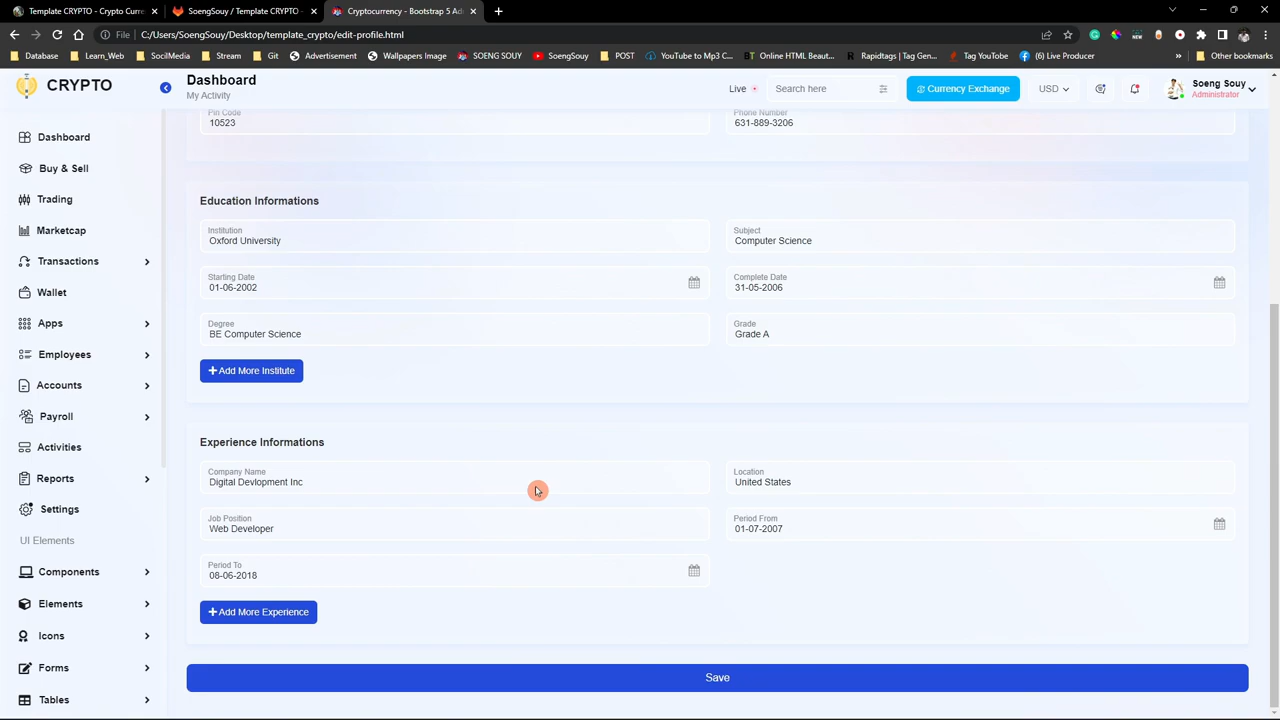 Template CRYPTO - Crypto Curre
SoengSouy / Template CRYPTO ·
Cryptocurrency - Bootstrap 5 Ad
File
C:/Users/SoengSouy/Desktop/template_crypto/edit-profile.html
Database
Learn_Web
SocilMedia
Stream
Git
Advertisement
Wallpapers Image
SOENG SOUY
SoengSouy
POST
YouTube to Mp3 C...
Online HTML Beaut...
Rapidtags | Tag Gen...
Tag YouTube
(6) Live Producer
»
Other bookmarks
CRYPTO
Dashboard
My Activity
Live
Search here
Currency Exchange
USD
Soeng Souy
Administrator
Dashboard
Buy & Sell
Trading
Marketcap
Transactions
Wallet
Apps
Employees
Accounts
Payroll
Activities
Reports
Settings
UI Elements
Components
Elements
Icons
Forms
Tables
Pin Code
10523
Phone Number
631-889-3206
Education Informations
Institution
Oxford University
Subject
Computer Science
Starting Date
01-06-2002
Complete Date
31-05-2006
Degree
BE Computer Science
Grade
Grade A
+ Add More Institute
Experience Informations
Company Name
Digital Devlopment Inc
Location
United States
Job Position
Web Developer
Period From
01-07-2007
Period To
08-06-2018
+ Add More Experience
Save